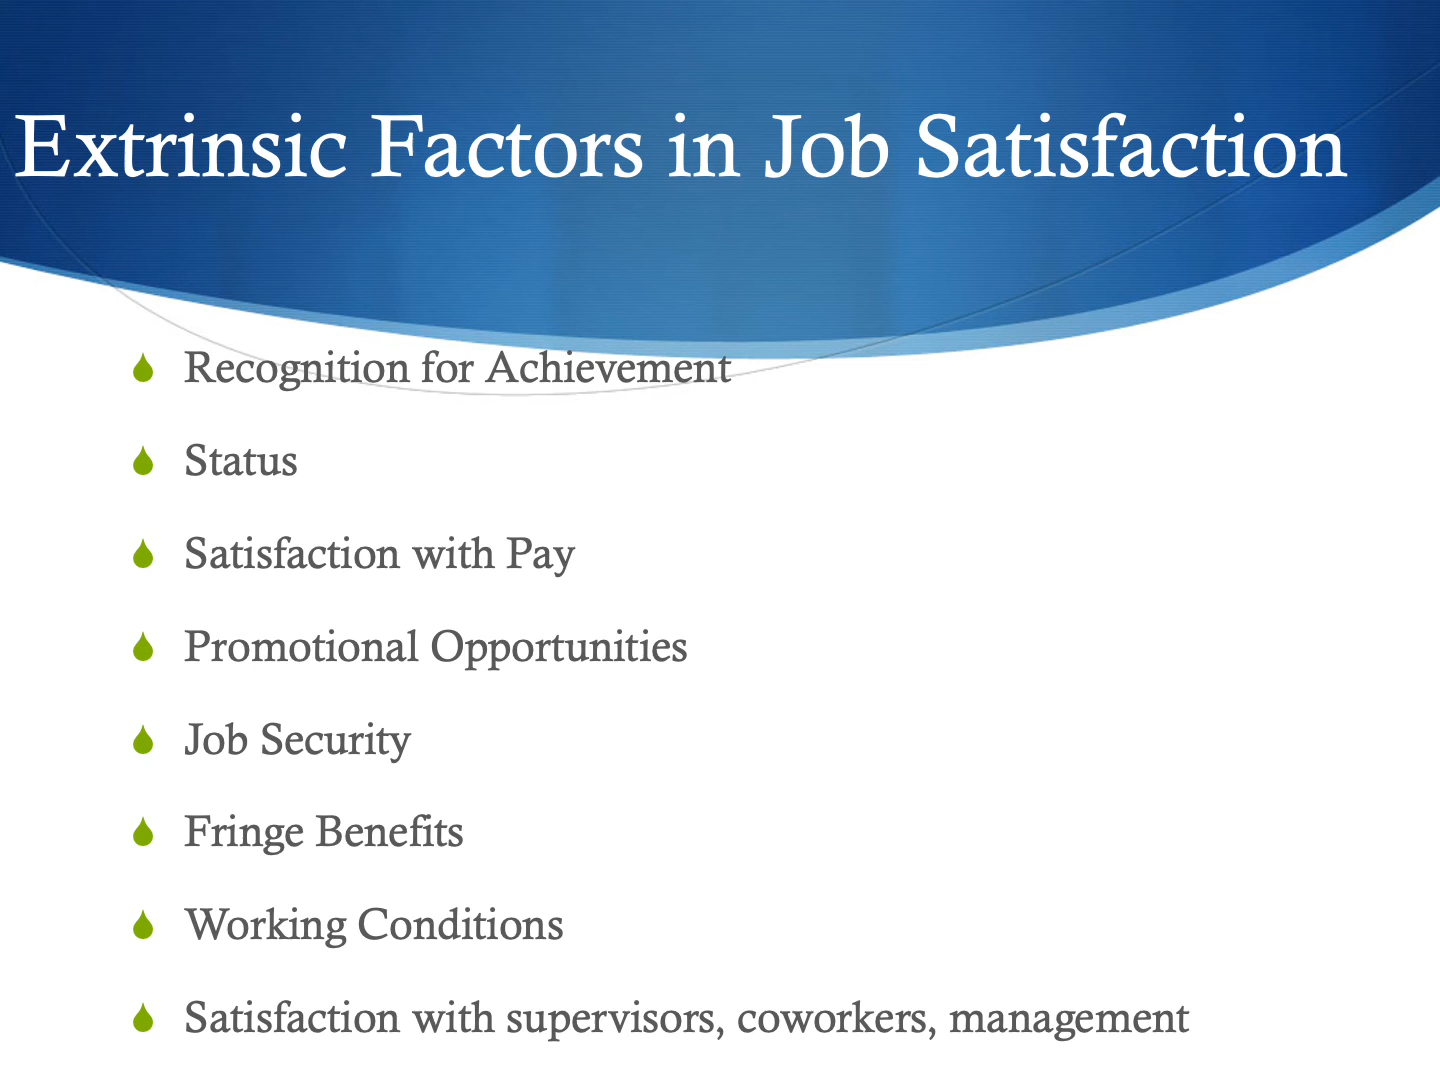 Extrinsic Factors in Job Satisfaction
Recognition for Achievement
Status
Satisfaction with Pay
Promotional Opportunities
Job Security
Fringe Benefits
Working Conditions
Satisfaction with supervisors, coworkers, management